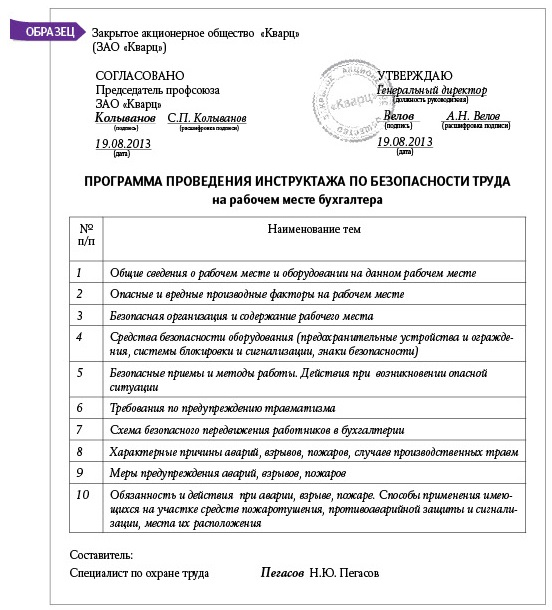 ОБРАЗЕЦ
Закрытое акционерное общество «Кварц»
(ЗАО «Кварц»)
СОГЛАСОВАНО
Председатель профсоюза
ЗАО «Кварц»
Колыванов С.П. Колыванов
(подпись) (расшифровка подписи)
19.08.2013
(дата)
УТВЕРЖДАЮ
Генеральный директор
(должность руководителя)
Велов А.Н. Велов
(подпись) (расшифровка подписи)
19.08.2013
(дата)
«Кварц»
ПРОГРАММА ПРОВЕДЕНИЯ ИНСТРУКТАЖА ПО БЕЗОПАСНОСТИ ТРУДА
на рабочем месте бухгалтера
№ Наименование тем
п/п
1 Общие сведения о рабочем месте и оборудовании на данном рабочем месте
2 Опасные и вредные производные факторы на рабочем месте
3 Безопасная организация и содержание рабочего места
4 Средства безопасности оборудования (предохранительные устройства и огражде-
ния, системы блокировки и сигнализации, знаки безопасности)
5 Безопасные приемы и методы работы. Действия при возникновении опасной
ситуации
6 Требования по предупреждению травматизма
7 Схема безопасного передвижения работников в бухгалтерии
8 Характерные причины аварий, взрывов, пожаров, случаев производственных травм
9 Меры предупреждения аварий, взрывов, пожаров
10 Обязанность и действия при аварии, взрыве, пожаре. Способы применения имею-
щихся на участке средств пожаротушения, противоаварийной защиты и сигнали-
зации, места их расположения
Составитель:
Специалист по охране труда Пегасов Н.Ю. Пегасов